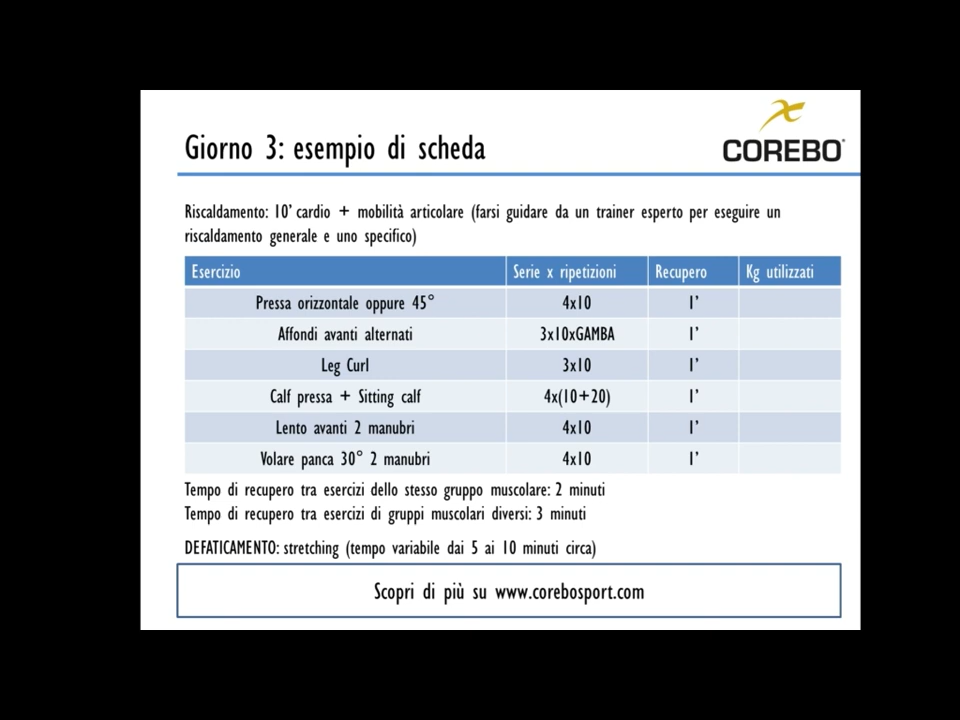 Giorno 3: esempio di scheda
COREBO®
Riscaldamento: 10' cardio + mobilità articolare (farsi guidare da un trainer esperto per eseguire un
riscaldamento generale e uno specifico)
Esercizio Serie x ripetizioni Recupero Kg utilizzati
Pressa orizzontale oppure 45° 4x10 1'
Affondi avanti alternati 3x10xGAMBA 1'
Leg Curl 3x10 1'
Calf pressa + Sitting calf 4x(10+20) 1'
Lento avanti 2 manubri 4x10 1'
Volare panca 30° 2 manubri 4x10 1'
Tempo di recupero tra esercizi dello stesso gruppo muscolare: 2 minuti
Tempo di recupero tra esercizi di gruppi muscolari diversi: 3 minuti
DEFATICAMENTO: stretching (tempo variabile dai 5 ai 10 minuti circa)
Scopri di più su www.corebosport.com